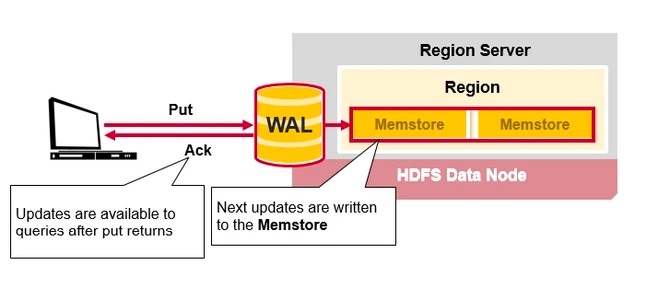 Region Server
Region
Put
WAL
Memstore
Memstore
Ack
HDFS Data Node
Updates are available to
queries after put returns
Next updates are written
to the Memstore